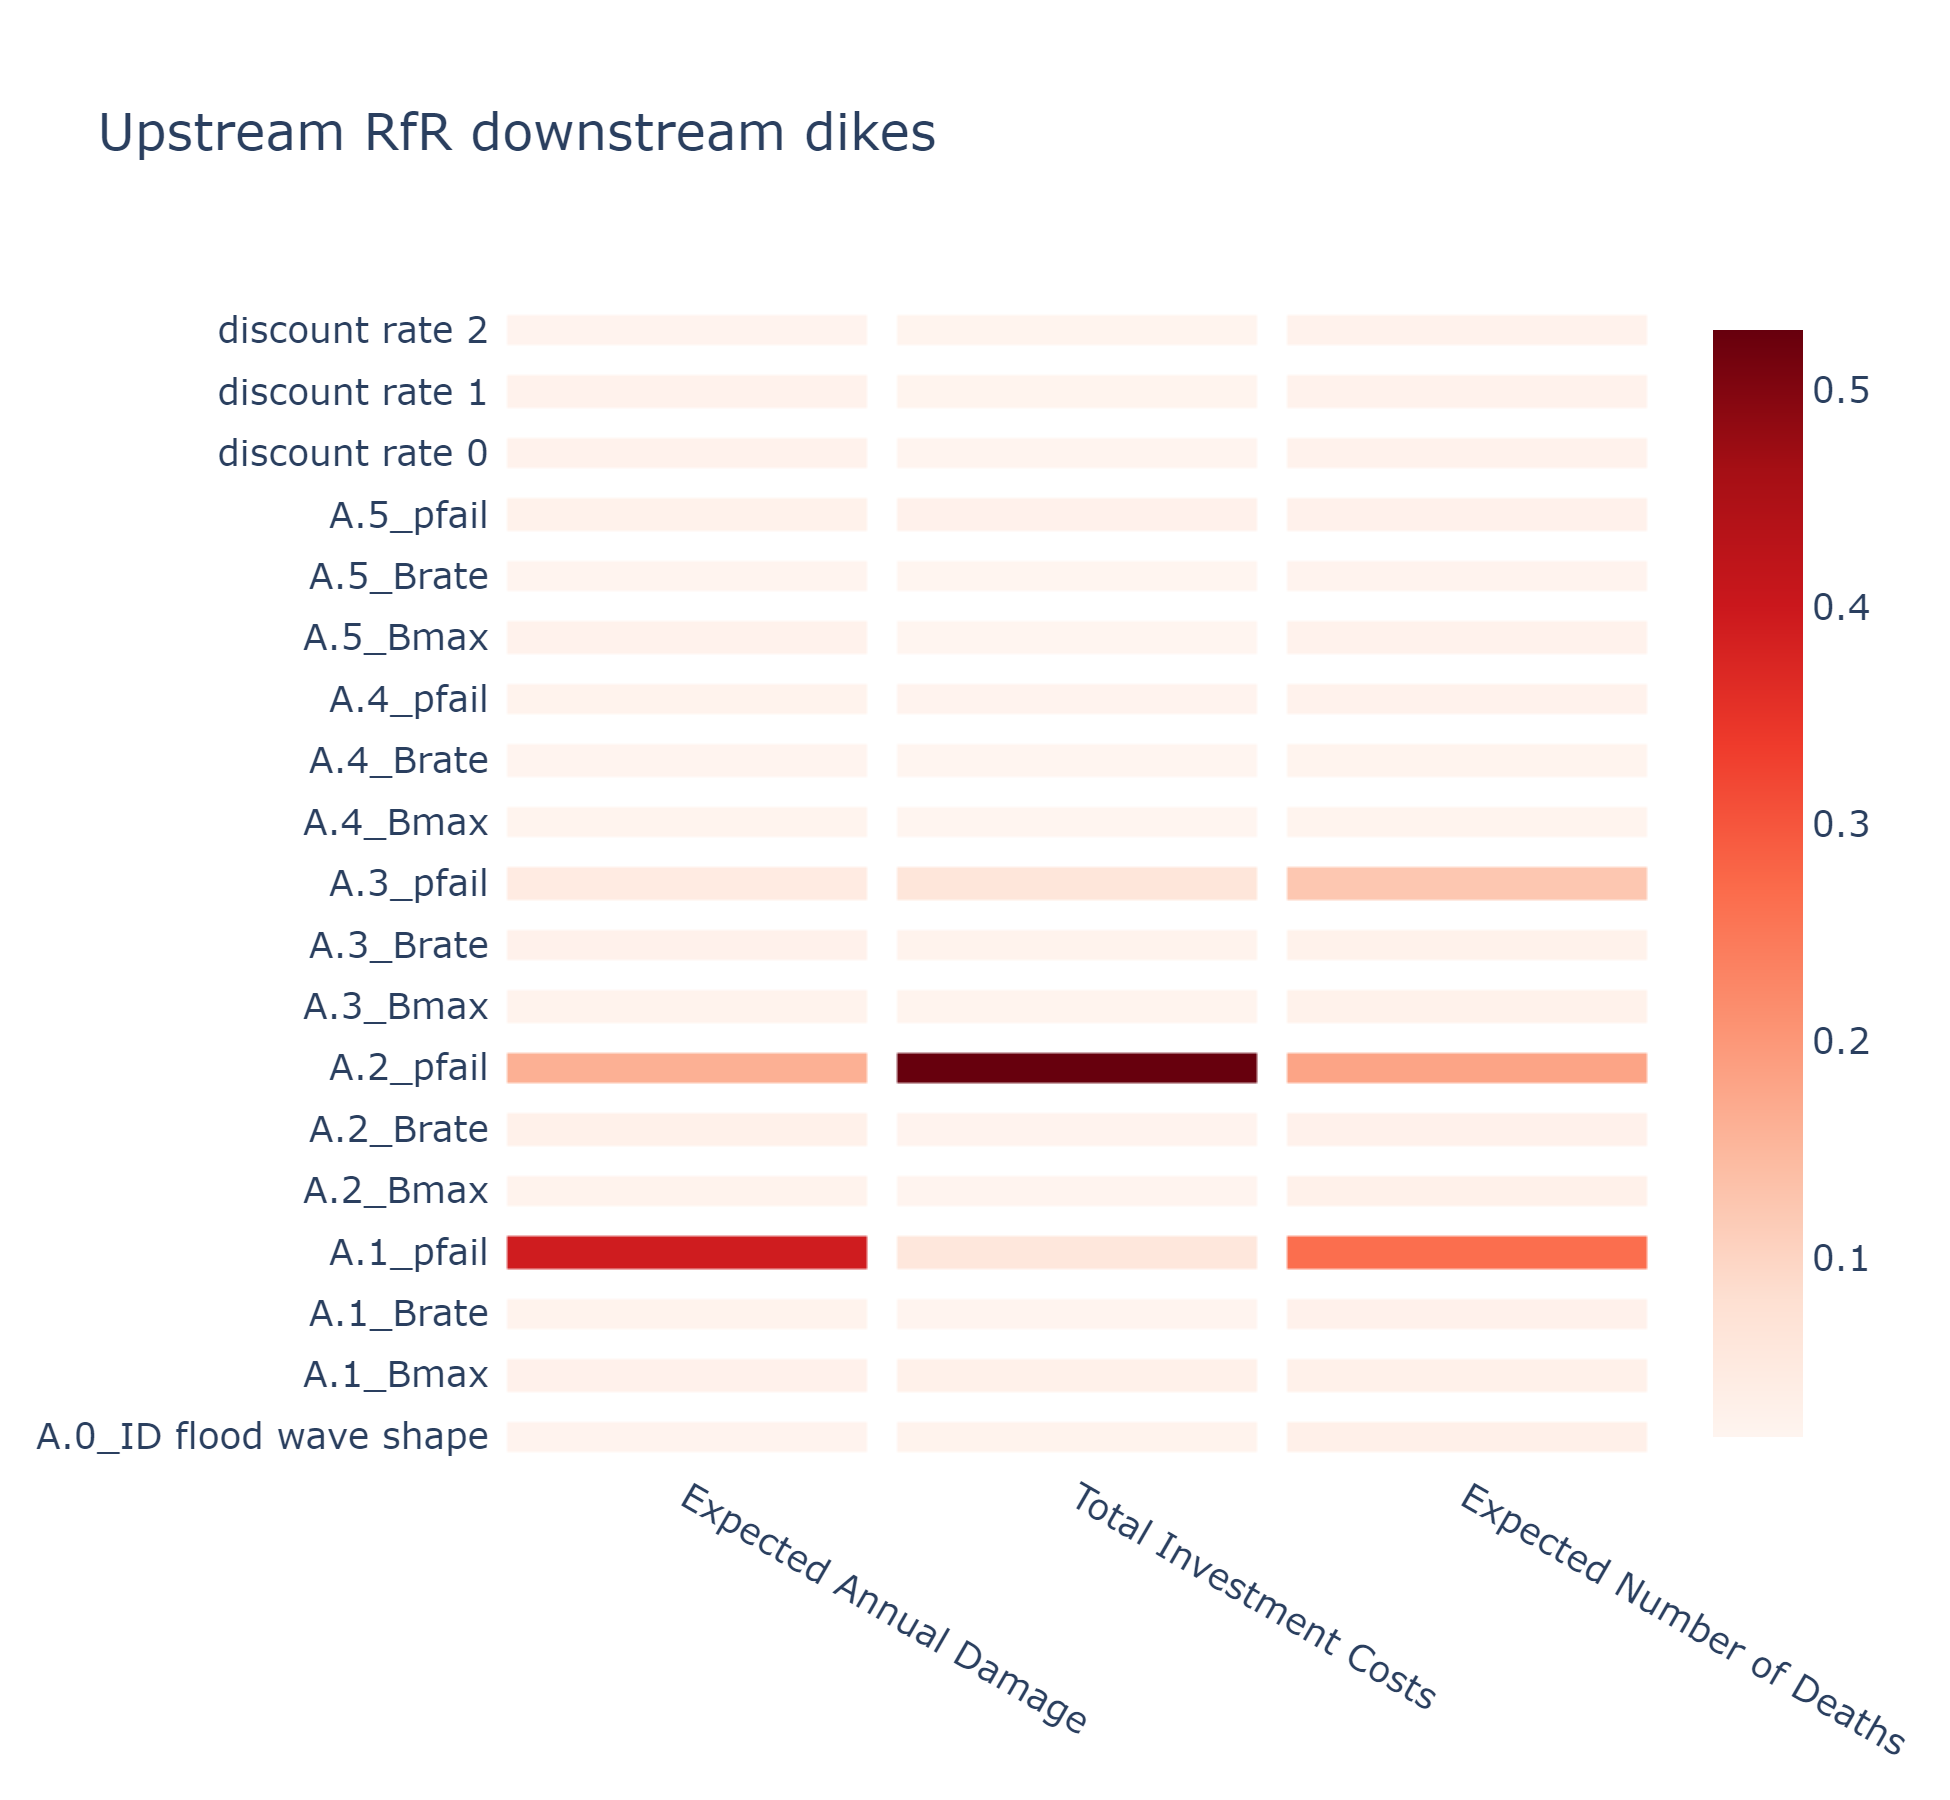 Upstream RfR downstream dikes
discount rate 2
discount rate 1
discount rate 0
A.5_pfail
A.5_Brate
A.5_Bmax
A.4_pfail
A.4_Brate
A.4_Bmax
A.3_pfail
A.3_Brate
A.3_Bmax
A.2_pfail
A.2_Brate
A.2_Bmax
A.1_pfail
A.1_Brate
A.1_Bmax
A.0_ID flood wave shape
Expected Annual Damage
Total Investment Costs
Expected Number of Deaths
0.5
0.4
0.3
0.2
0.1